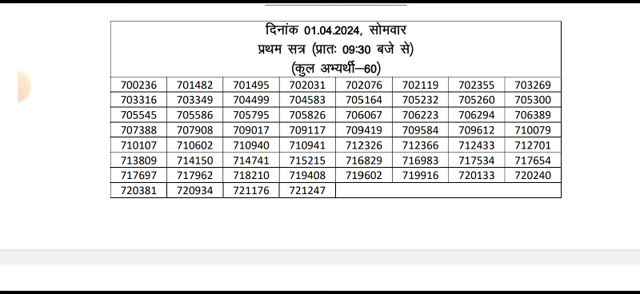 दिनांक 01.04.2024, सोमवार
प्रथम सत्र (प्रातः 09:30 बजे से)
(कुल अभ्यर्थी–60)
700236 701482 701495 702031 702076 702119 702355 703269
703316 703349 704499 704583 705164 705232 705260 705300
705545 705586 705795 705826 706067 706223 706294 706389
707388 707908 709017 709117 709419 709584 709612 710079
710107 710602 710940 710941 712326 712366 712433 712701
713809 714150 714741 715215 716829 716983 717534 717654
717697 717962 718210 719408 719602 719916 720133 720240
720381 720934 721176 721247